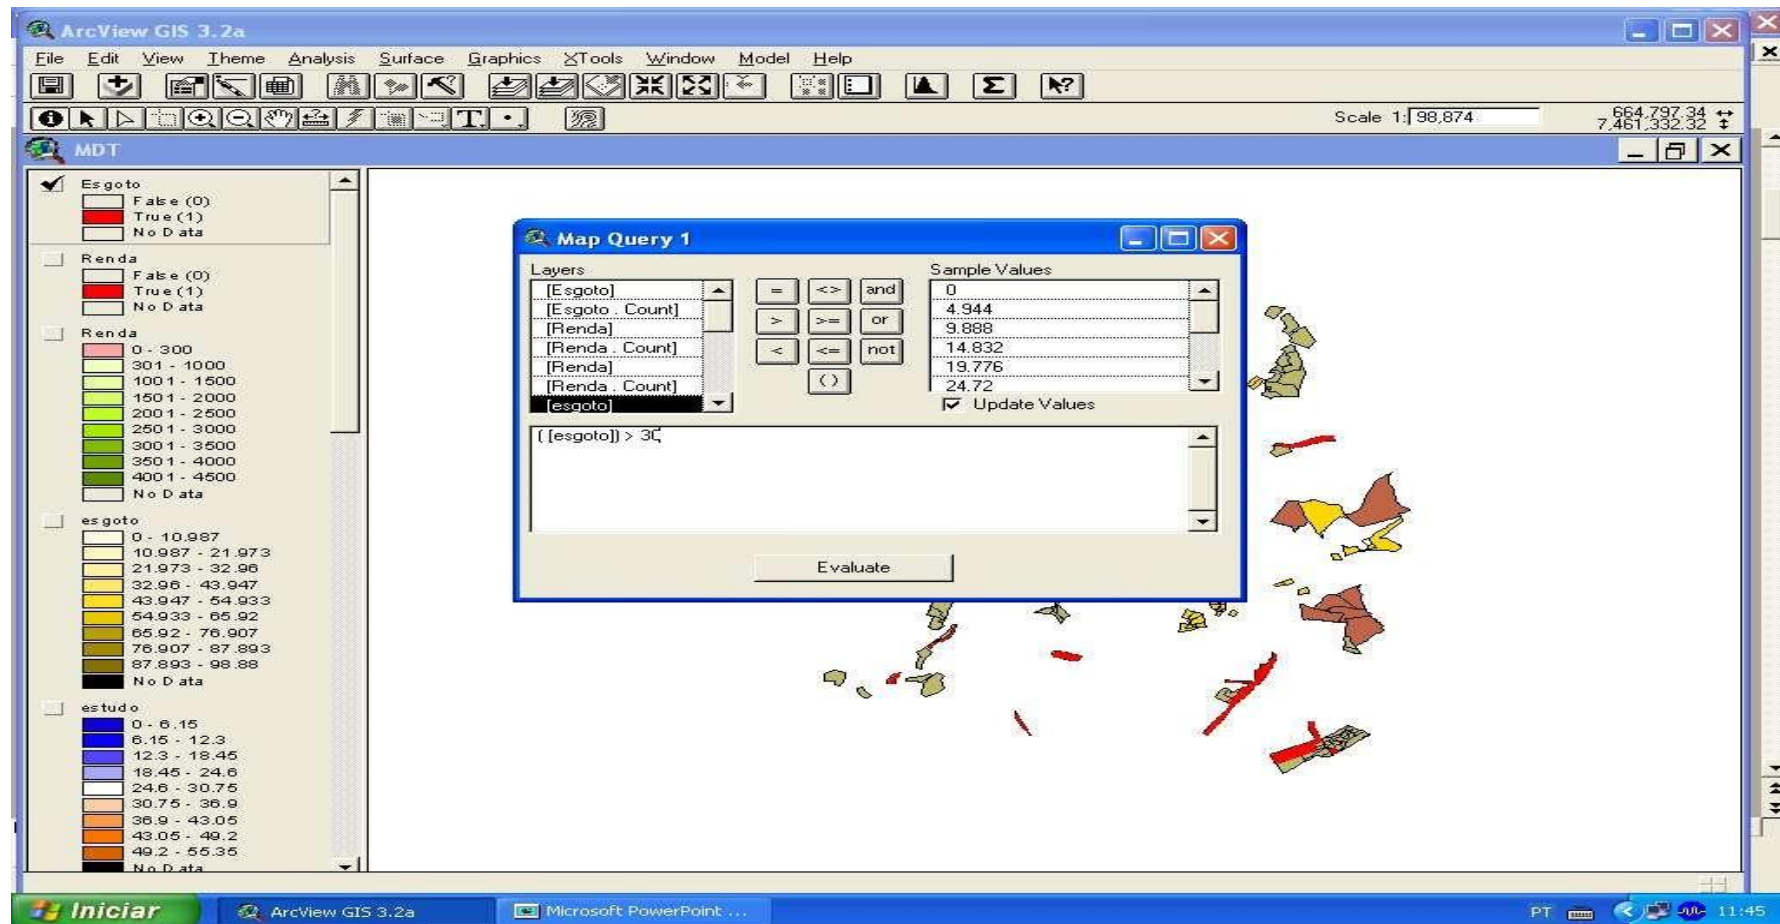 ArcView GIS 3.2a
File Edit View Theme Analysis Surface Graphics XTools Window Model Help
Scale 1: 98,874
664,797.34
7,461,332.32
MDT
Esgoto
False (0)
True (1)
No Data
Renda
False (0)
True (1)
No Data
Renda
0 - 300
301 - 1000
1001 - 1500
1501 - 2000
2001 - 2500
2501 - 3000
3001 - 3500
3501 - 4000
4001 - 4500
No Data
esgoto
0 - 10.987
10.987 - 21.973
21.973 - 32.96
32.96 - 43.947
43.947 - 54.933
54.933 - 65.92
65.92 - 76.907
76.907 - 87.893
87.893 - 98.88
No Data
estudo
0 - 6.15
6.15 - 12.3
12.3 - 18.45
18.45 - 24.6
24.6 - 30.75
30.75 - 36.9
36.9 - 43.05
43.05 - 49.2
49.2 - 55.35
No Data
Map Query 1
Layers
[Esgoto]
[Esgoto . Count]
[Renda]
[Renda . Count]
[Renda]
[Renda . Count]
[esgoto]
= <> and
> >= or
< <= not
()
Sample Values
0
4.944
9.888
14.832
19.776
24.72
Update Values
( [esgoto]) > 30
Evaluate
Iniciar ArcView GIS 3.2a Microsoft PowerPoint ... PT 11:45